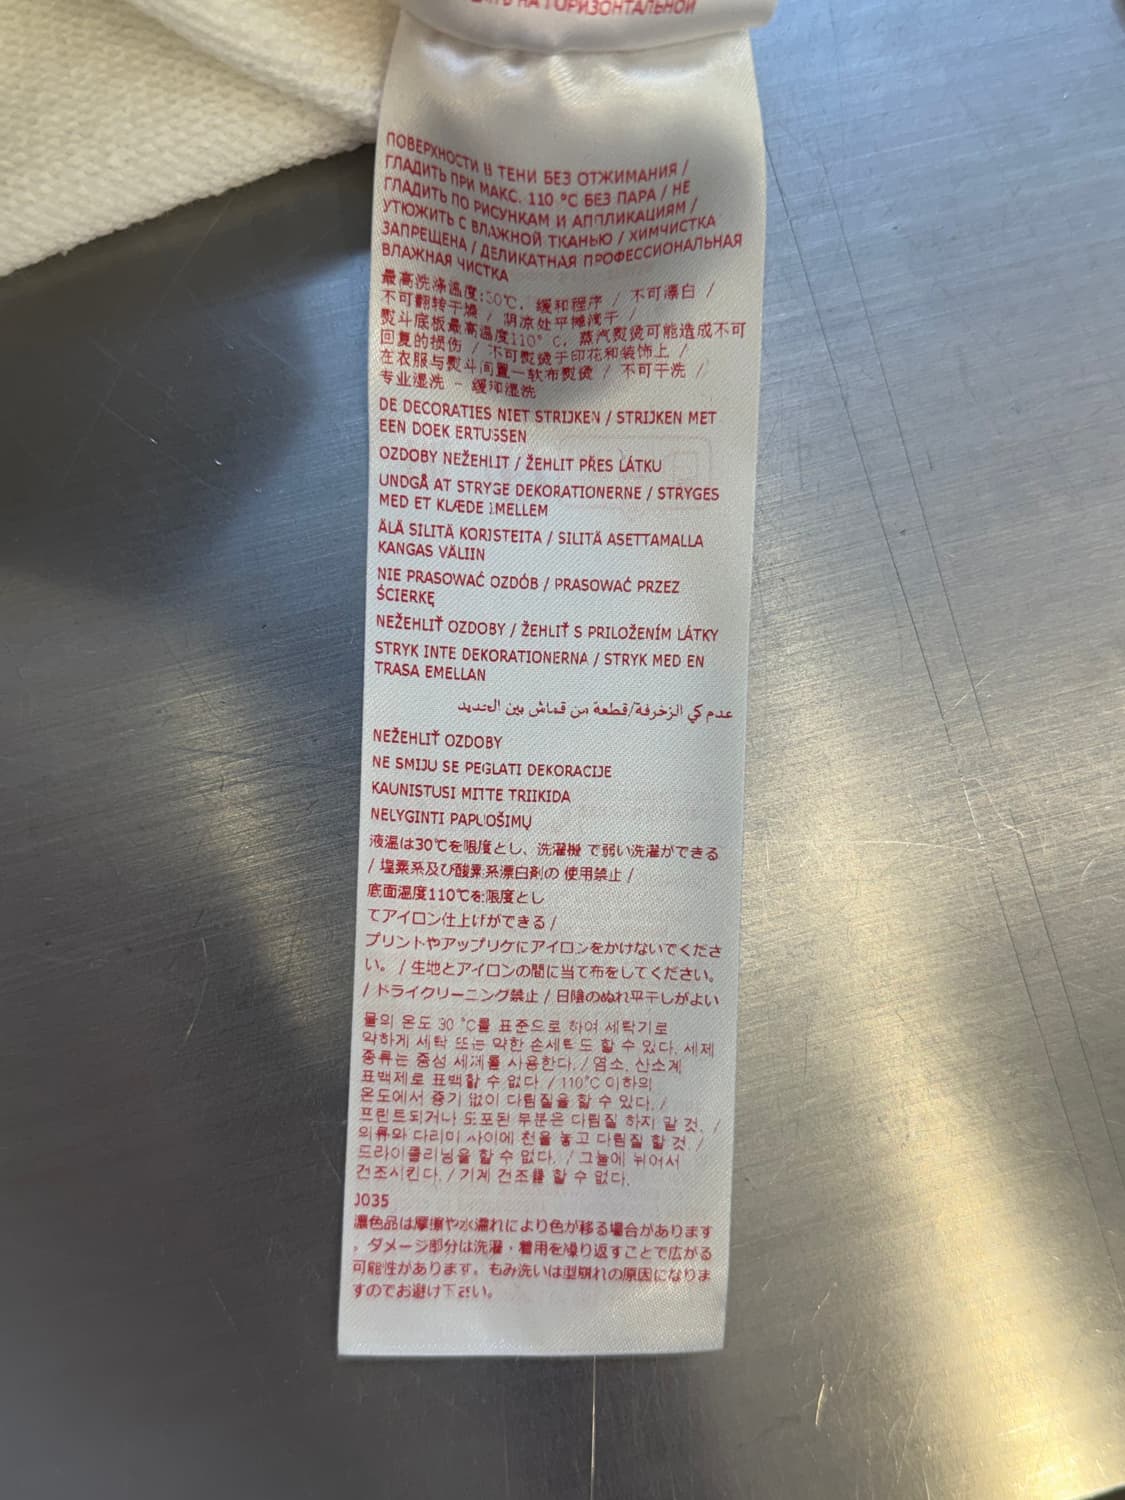 НА ГОРИЗОНТАЛЬНОЙ
ПОВЕРХНОСТИ В ТЕНИ БЕЗ ОТЖИМАНИЯ /
ГЛАДИТЬ ПРИ МАКС. 110 °C БЕЗ ПАРА / НЕ
ГЛАДИТЬ ПО РИСУНКАМ И АППЛИКАЦИЯМ /
УТЮЖИТЬ С ВЛАЖНОЙ ТКАНЬЮ / ХИМЧИСТКА
ЗАПРЕЩЕНА / ДЕЛИКАТНАЯ ПРОФЕССИОНАЛЬНАЯ
ВЛАЖНАЯ ЧИСТКА
最高洗涤温度:30℃, 缓和程序 / 不可漂白 /
不可翻转干燥 / 阴凉处平摊滴干 /
熨斗底板最高温度110° C, 蒸汽熨烫可能造成不可
回复的损伤 / 不可熨烫于印花和装饰上 /
在衣服与熨斗间置一软布熨烫 / 不可干洗 /
专业湿洗 - 缓和湿洗
DE DECORATIES NIET STRIJKEN / STRIJKEN MET
EEN DOEK ERTUSSEN
OZDOBY NEŽEHLIT / ŽEHLIT PŘES LÁTKU
UNDGÅ AT STRYGE DEKORATIONERNE / STRYGES
MED ET KLÆDE IMELLEM
ÄLÄ SILITÄ KORISTEITA / SILITÄ ASETTAMALLA
KANGAS VÄLIIN
NIE PRASOWAĆ OZDÓB / PRASOWAĆ PRZEZ
ŚCIERKĘ
NEŽEHLIŤ OZDOBY / ŽEHLIŤ S PRILOŽENÍM LÁTKY
STRYK INTE DEKORATIONERNA / STRYK MED EN
TRASA EMELLAN
عدم كي الزخرفة/قطعة من قماش بين الحديد
NEŽEHLIŤ OZDOBY
NE SMIJU SE PEGLATI DEKORACIJE
KAUNISTUSI MITTE TRIIKIDA
NELYGINTI PAPUOŠIMŲ
液温は30℃を限度とし、洗濯機 で弱い洗濯ができる
/ 塩素系及び酸素系漂白剤の 使用禁止 /
底面温度110℃を限度とし
てアイロン仕上げができる /
プリントやアップリケにアイロンをかけないでくださ
い。 / 生地とアイロンの間に当て布をしてください。
/ ドライクリーニング禁止 / 日陰のぬれ平干しがよい
물의 온도 30 °C를 표준으로 하여 세탁기로
약하게 세탁 또는 약한 손세탁도 할 수 있다. 세제
종류는 중성 세제를 사용한다. / 염소, 산소계
표백제로 표백할 수 없다 / 110°C 이하의
온도에서 증기 없이 다림질을 할 수 있다. /
프린트되거나 도포된 부분은 다림질 하지 말 것. /
의류와 다리미 사이에 천을 놓고 다림질 할 것 /
드라이클리닝을 할 수 없다. / 그늘에 뉘어서
건조시킨다. / 기계 건조를 할 수 없다.
J035
濃色品は摩擦や水濡れにより色が移る場合があります
。ダメージ部分は洗濯・着用を繰り返すことで広がる
可能性があります。もみ洗いは型崩れの原因になりま
すのでお避け下さい。